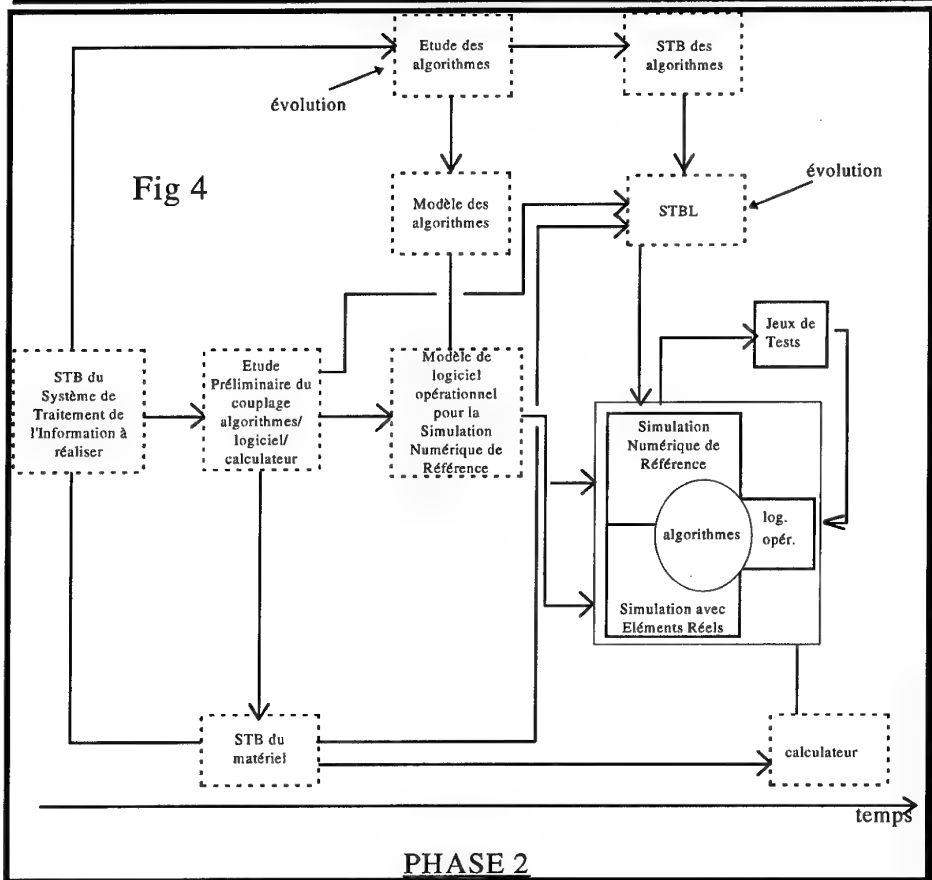 Etude des
algorithmes
STB des
algorithmes
évolution
évolution
Fig 4
Modèle des
algorithmes
STBL
Jeux de
Tests
STB du
Système de
Traitement de
l'Information à
réaliser
Etude
Préliminaire du
couplage
algorithmes/
logiciel/
calculateur
Modèle de
logiciel
opérationnel
pour la
Simulation
Numérique de
Référence
Simulation
Numérique de
Référence
algorithmes
log.
opér.
Simulation avec
Eléments Réels
STB du
matériel
calculateur
temps
PHASE 2